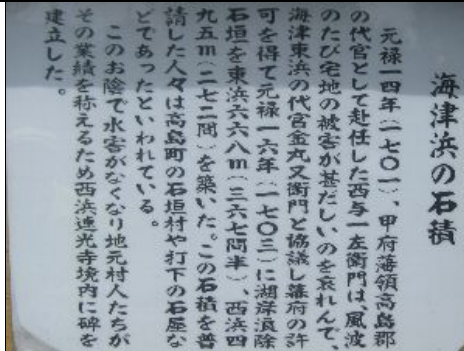 海津浜の石積
元禄一四年(一七〇一)、甲府藩領高島郡
の代官として赴任した西与一左衛門は、風波
のたび宅地の被害が甚だしいのを哀れんで、
海津東浜の代官金丸又衛門と協議し幕府の許
可を得て元禄一六年(一七〇三)に湖岸波除
石垣を東浜六六八m(三六七間半)、西浜四
九五m(二七二間)を築いた。この石積を普
請した人々は高島町の石垣村や打下の石屋な
どであったといわれている。
このお陰で水害がなくなり地元村人たちが
その業績を称えるため西浜蓮光寺境内に碑を
建立した。